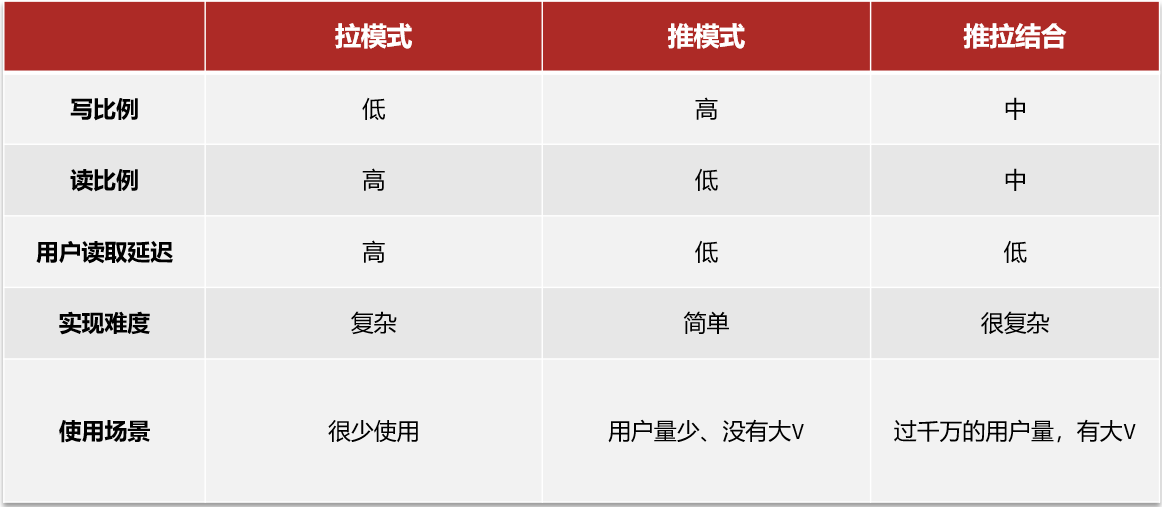 拉模式 推模式 推拉结合
写比例 低 高 中
读比例 高 低 中
用户读取延迟 高 低 低
实现难度 复杂 简单 很复杂
使用场景 很少使用 用户量少、没有大V 过千万的用户量，有大V